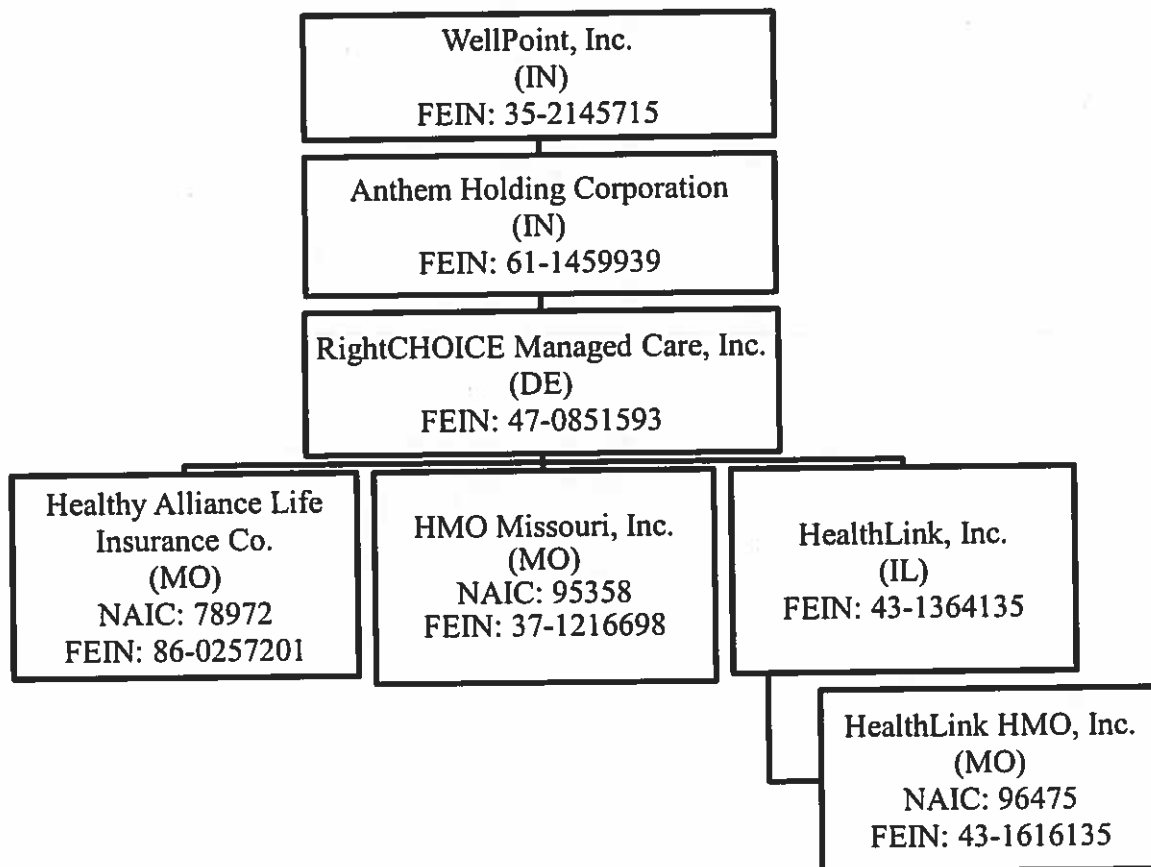 WellPoint, Inc.
(IN)
FEIN: 35-2145715
Anthem Holding Corporation
(IN)
FEIN: 61-1459939
RightCHOICE Managed Care, Inc.
(DE)
FEIN: 47-0851593
Healthy Alliance Life
Insurance Co.
(MO)
NAIC: 78972
FEIN: 86-0257201
HMO Missouri, Inc.
(MO)
NAIC: 95358
FEIN: 37-1216698
HealthLink, Inc.
(IL)
FEIN: 43-1364135
HealthLink HMO, Inc.
(MO)
NAIC: 96475
FEIN: 43-1616135